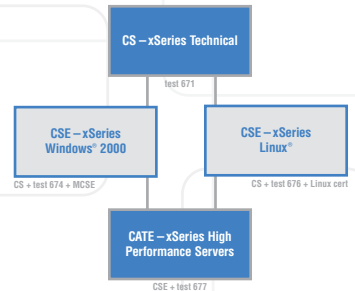 CS – xSeries Technical
test 671
CSE – xSeries
Windows® 2000
CS + test 674 + MCSE
CSE – xSeries
Linux®
CS + test 676 + Linux cert
CATE – xSeries High
Performance Servers
CSE + test 677